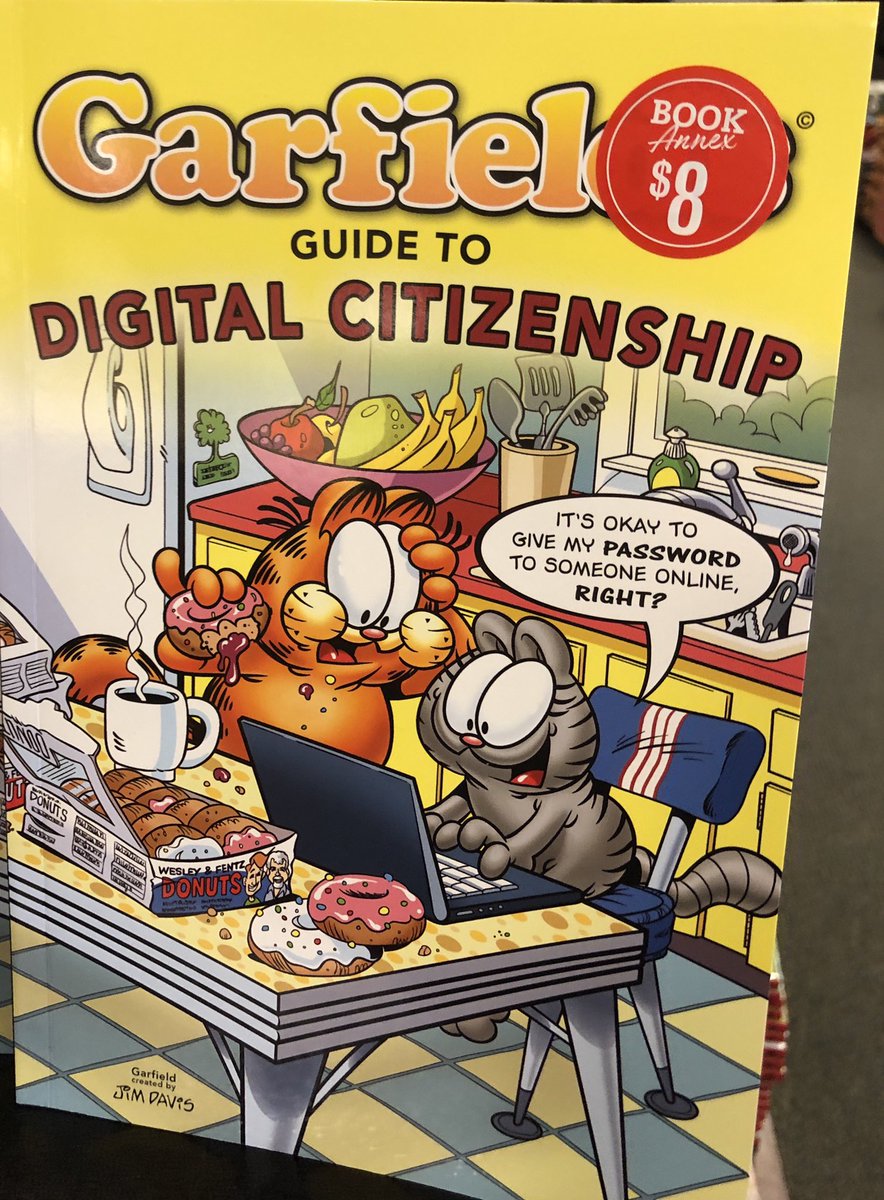 Garfiel
©
BOOK
Annex
$8
GUIDE TO
DIGITAL CITIZENSHIP
IT'S OKAY TO
GIVE MY PASSWORD
TO SOMEONE ONLINE,
RIGHT?
DONUTS
WESLEY & FENTZ
DONUTS
Garfield
created by
JIM DAVIS